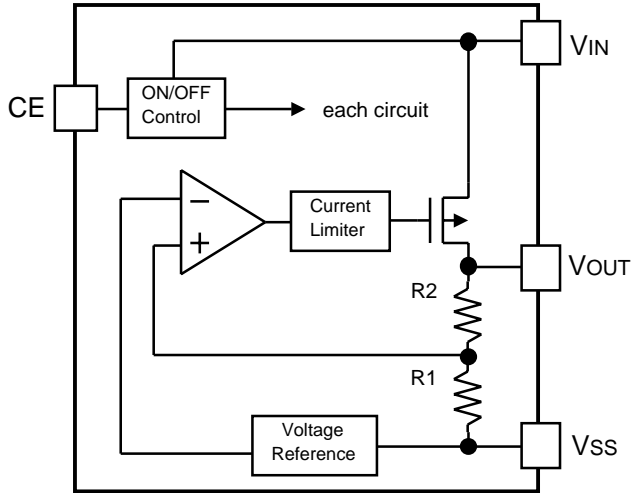 VIN
CE
ON/OFF
Control
each circuit
−
+
Current
Limiter
VOUT
R2
R1
Voltage
Reference
VSS